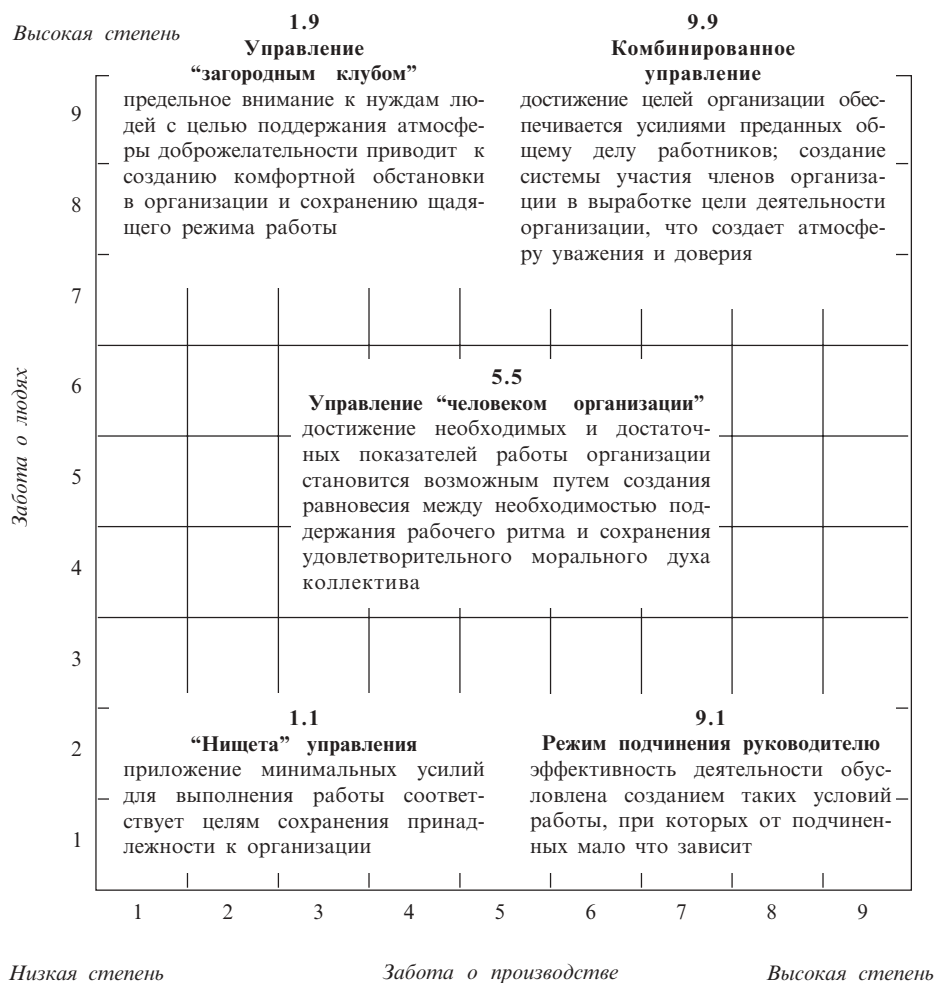 Высокая степень
1.9
Управление
“загородным клубом”
предельное внимание к нуждам лю-
дей с целью поддержания атмосфе-
ры доброжелательности приводит к
созданию комфортной обстановки
в организации и сохранению щадя-
щего режима работы
9.9
Комбинированное
управление
достижение целей организации обес-
печивается усилиями преданных об-
щему делу работников; создание
системы участия членов организа-
ции в выработке цели деятельности
организации, что создает атмосфе-
ру уважения и доверия
9
8
7
6
5
4
3
2
1
Забота о людях
5.5
Управление “человеком организации”
достижение необходимых и достаточ-
ных показателей работы организации
становится возможным путем создания
равновесия между необходимостью под-
держания рабочего ритма и сохранения
удовлетворительного морального духа
коллектива
1.1
“Нищета” управления
приложение минимальных усилий
для выполнения работы соответ-
ствует целям сохранения принад-
лежности к организации
9.1
Режим подчинения руководителю
эффективность деятельности обус-
ловлена созданием таких условий
работы, при которых от подчинен-
ных мало что зависит
1 2 3 4 5 6 7 8 9
Низкая степень Забота о производстве Высокая степень